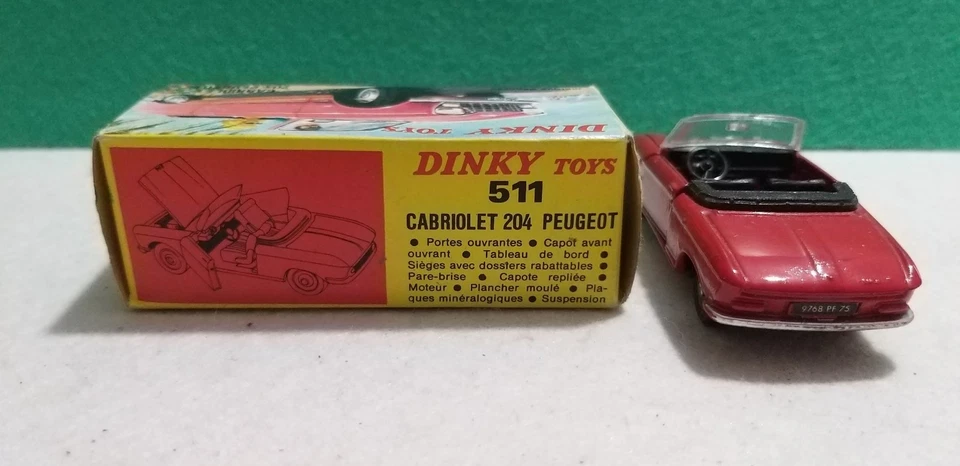 DINKY TOYS
DINKY TOYS
511
CABRIOLET 204 PEUGEOT
● Portes ouvrantes ● Capot avant
ouvrant ● Tableau de bord ●
Sièges avec dossiers rabattables ●
Pare-brise ● Capote repliée ●
Moteur ● Plancher moulé ● Pla-
ques minéralogiques ● Suspension
9768 PF 75